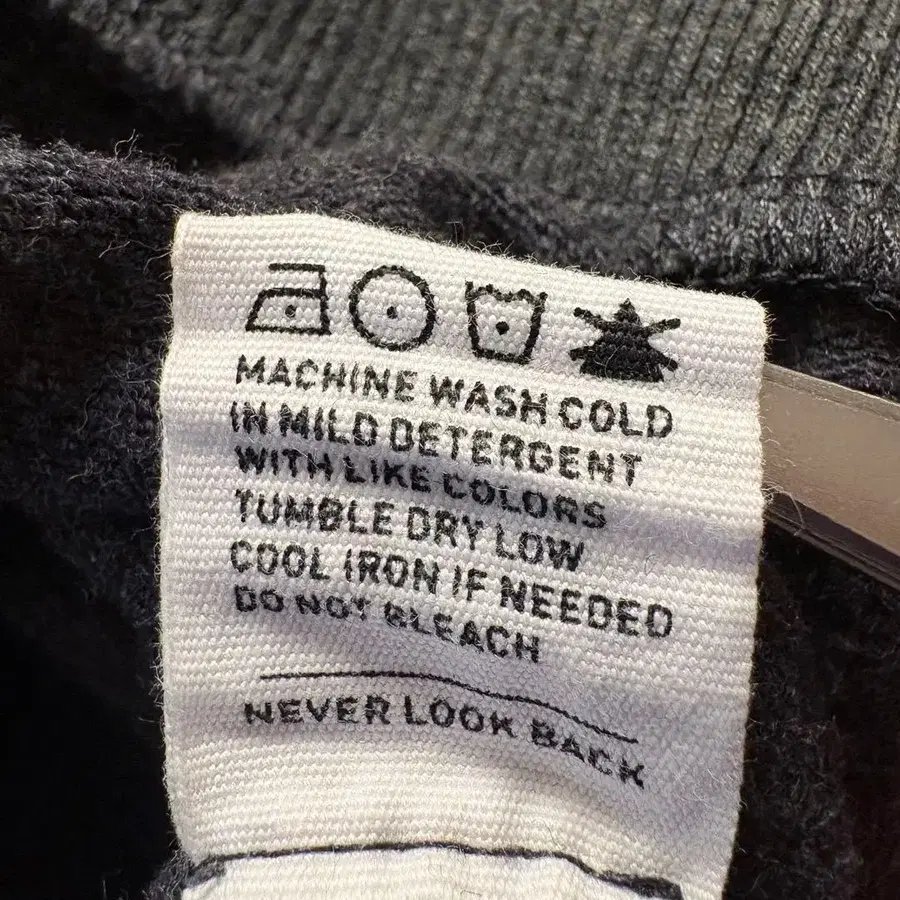 MACHINE WASH COLD
IN MILD DETERGENT
WITH LIKE COLORS
TUMBLE DRY LOW
COOL IRON IF NEEDED
DO NOT BLEACH
NEVER LOOK BACK